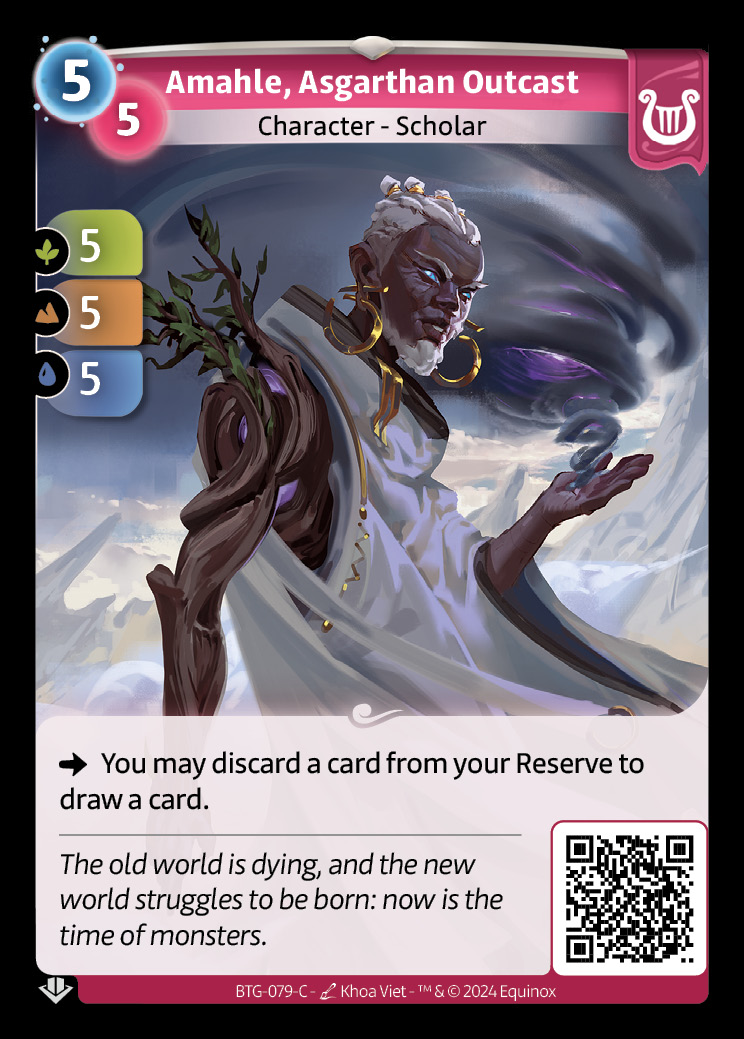 5
Amahle, Asgarthan Outcast
5
Character - Scholar
5
5
5
You may discard a card from your Reserve to
draw a card.
The old world is dying, and the new
world struggles to be born: now is the
time of monsters.
BTG-079-C - Khoa Viet - ™ & © 2024 Equinox